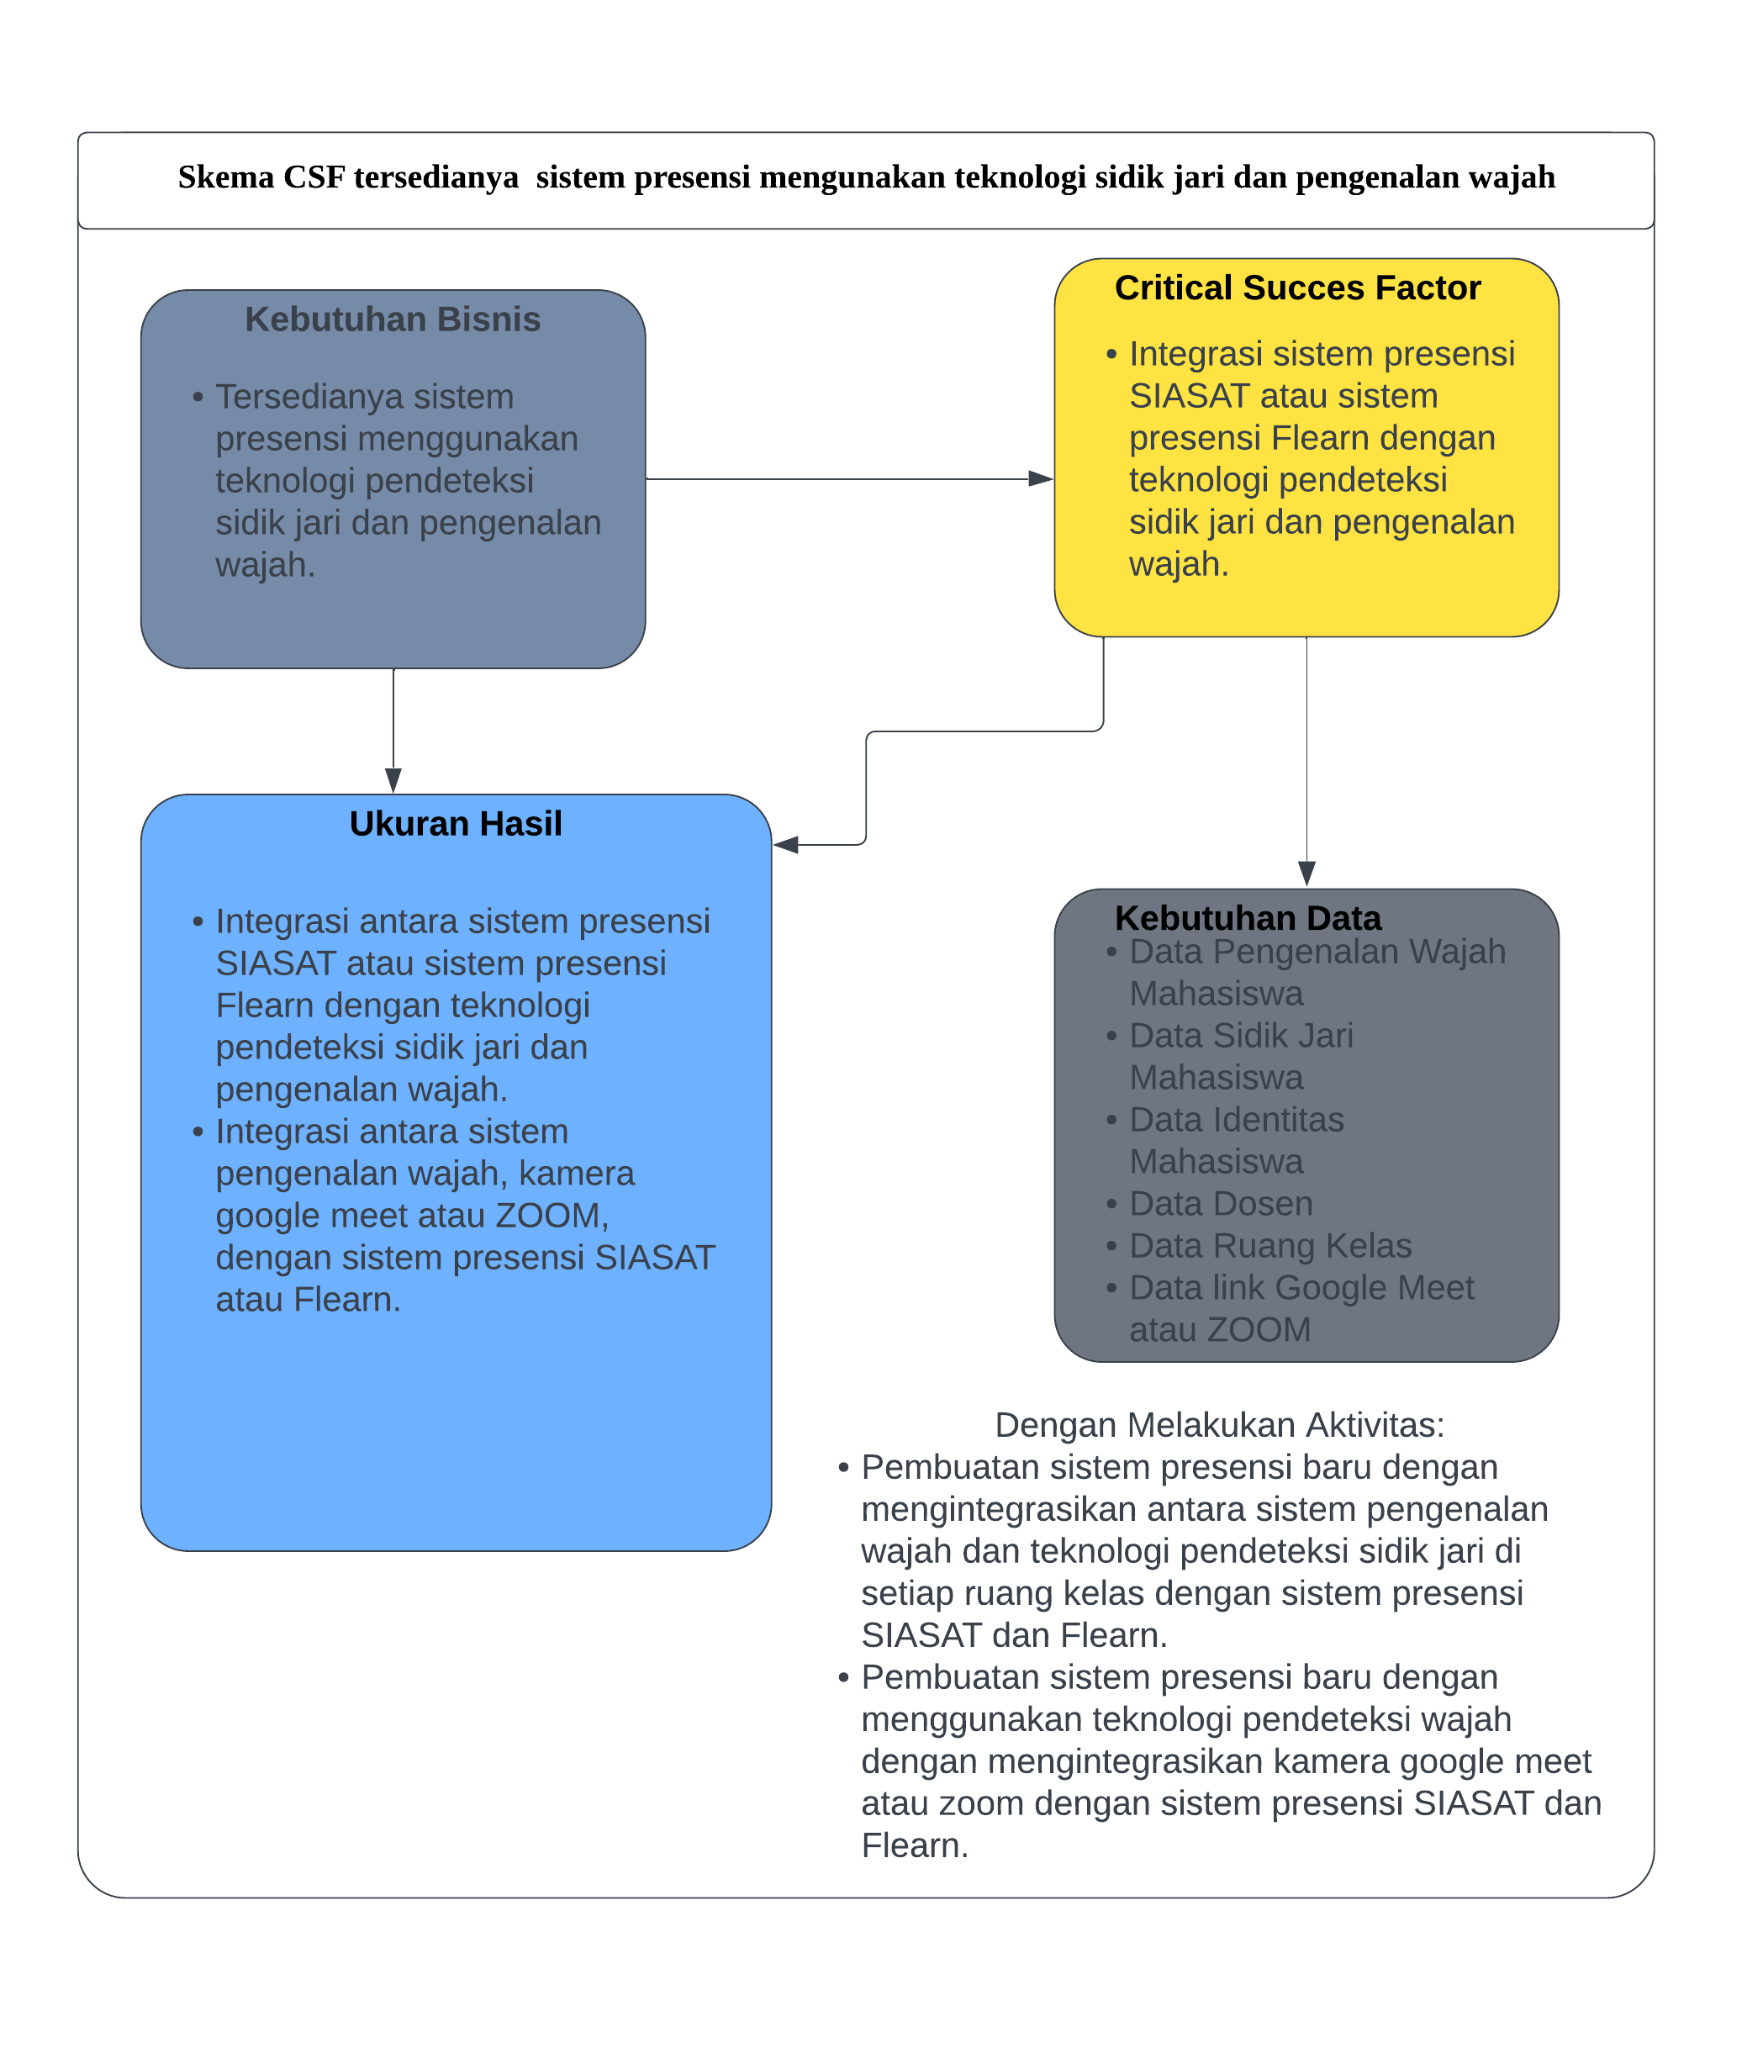 Skema CSF tersedianya  sistem presensi mengunakan teknologi sidik jari dan pengenalan wajah
Kebutuhan Bisnis
• Tersedianya sistem
presensi menggunakan
teknologi pendeteksi
sidik jari dan pengenalan
wajah.
Critical Succes Factor
• Integrasi sistem presensi
SIASAT atau sistem
presensi Flearn dengan
teknologi pendeteksi
sidik jari dan pengenalan
wajah.
Ukuran Hasil
• Integrasi antara sistem presensi
SIASAT atau sistem presensi
Flearn dengan teknologi
pendeteksi sidik jari dan
pengenalan wajah.
• Integrasi antara sistem
pengenalan wajah, kamera
google meet atau ZOOM,
dengan sistem presensi SIASAT
atau Flearn.
Kebutuhan Data
• Data Pengenalan Wajah
Mahasiswa
• Data Sidik Jari
Mahasiswa
• Data Identitas
Mahasiswa
• Data Dosen
• Data Ruang Kelas
• Data link Google Meet
atau ZOOM
Dengan Melakukan Aktivitas:
• Pembuatan sistem presensi baru dengan
mengintegrasikan antara sistem pengenalan
wajah dan teknologi pendeteksi sidik jari di
setiap ruang kelas dengan sistem presensi
SIASAT dan Flearn.
• Pembuatan sistem presensi baru dengan
menggunakan teknologi pendeteksi wajah
dengan mengintegrasikan kamera google meet
atau zoom dengan sistem presensi SIASAT dan
Flearn.